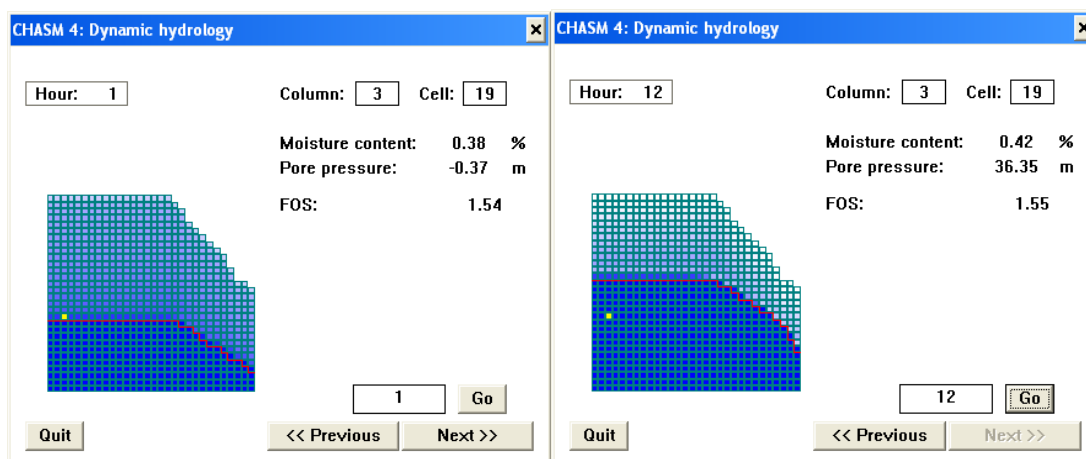 CHASM 4: Dynamic hydrology
Hour: 1
Column: 3 Cell: 19
Moisture content: 0.38 %
Pore pressure: -0.37 m
FOS: 1.54
1 Go
Quit << Previous Next >>
CHASM 4: Dynamic hydrology
Hour: 12
Column: 3 Cell: 19
Moisture content: 0.42 %
Pore pressure: 36.35 m
FOS: 1.55
12 Go
Quit << Previous Next >>